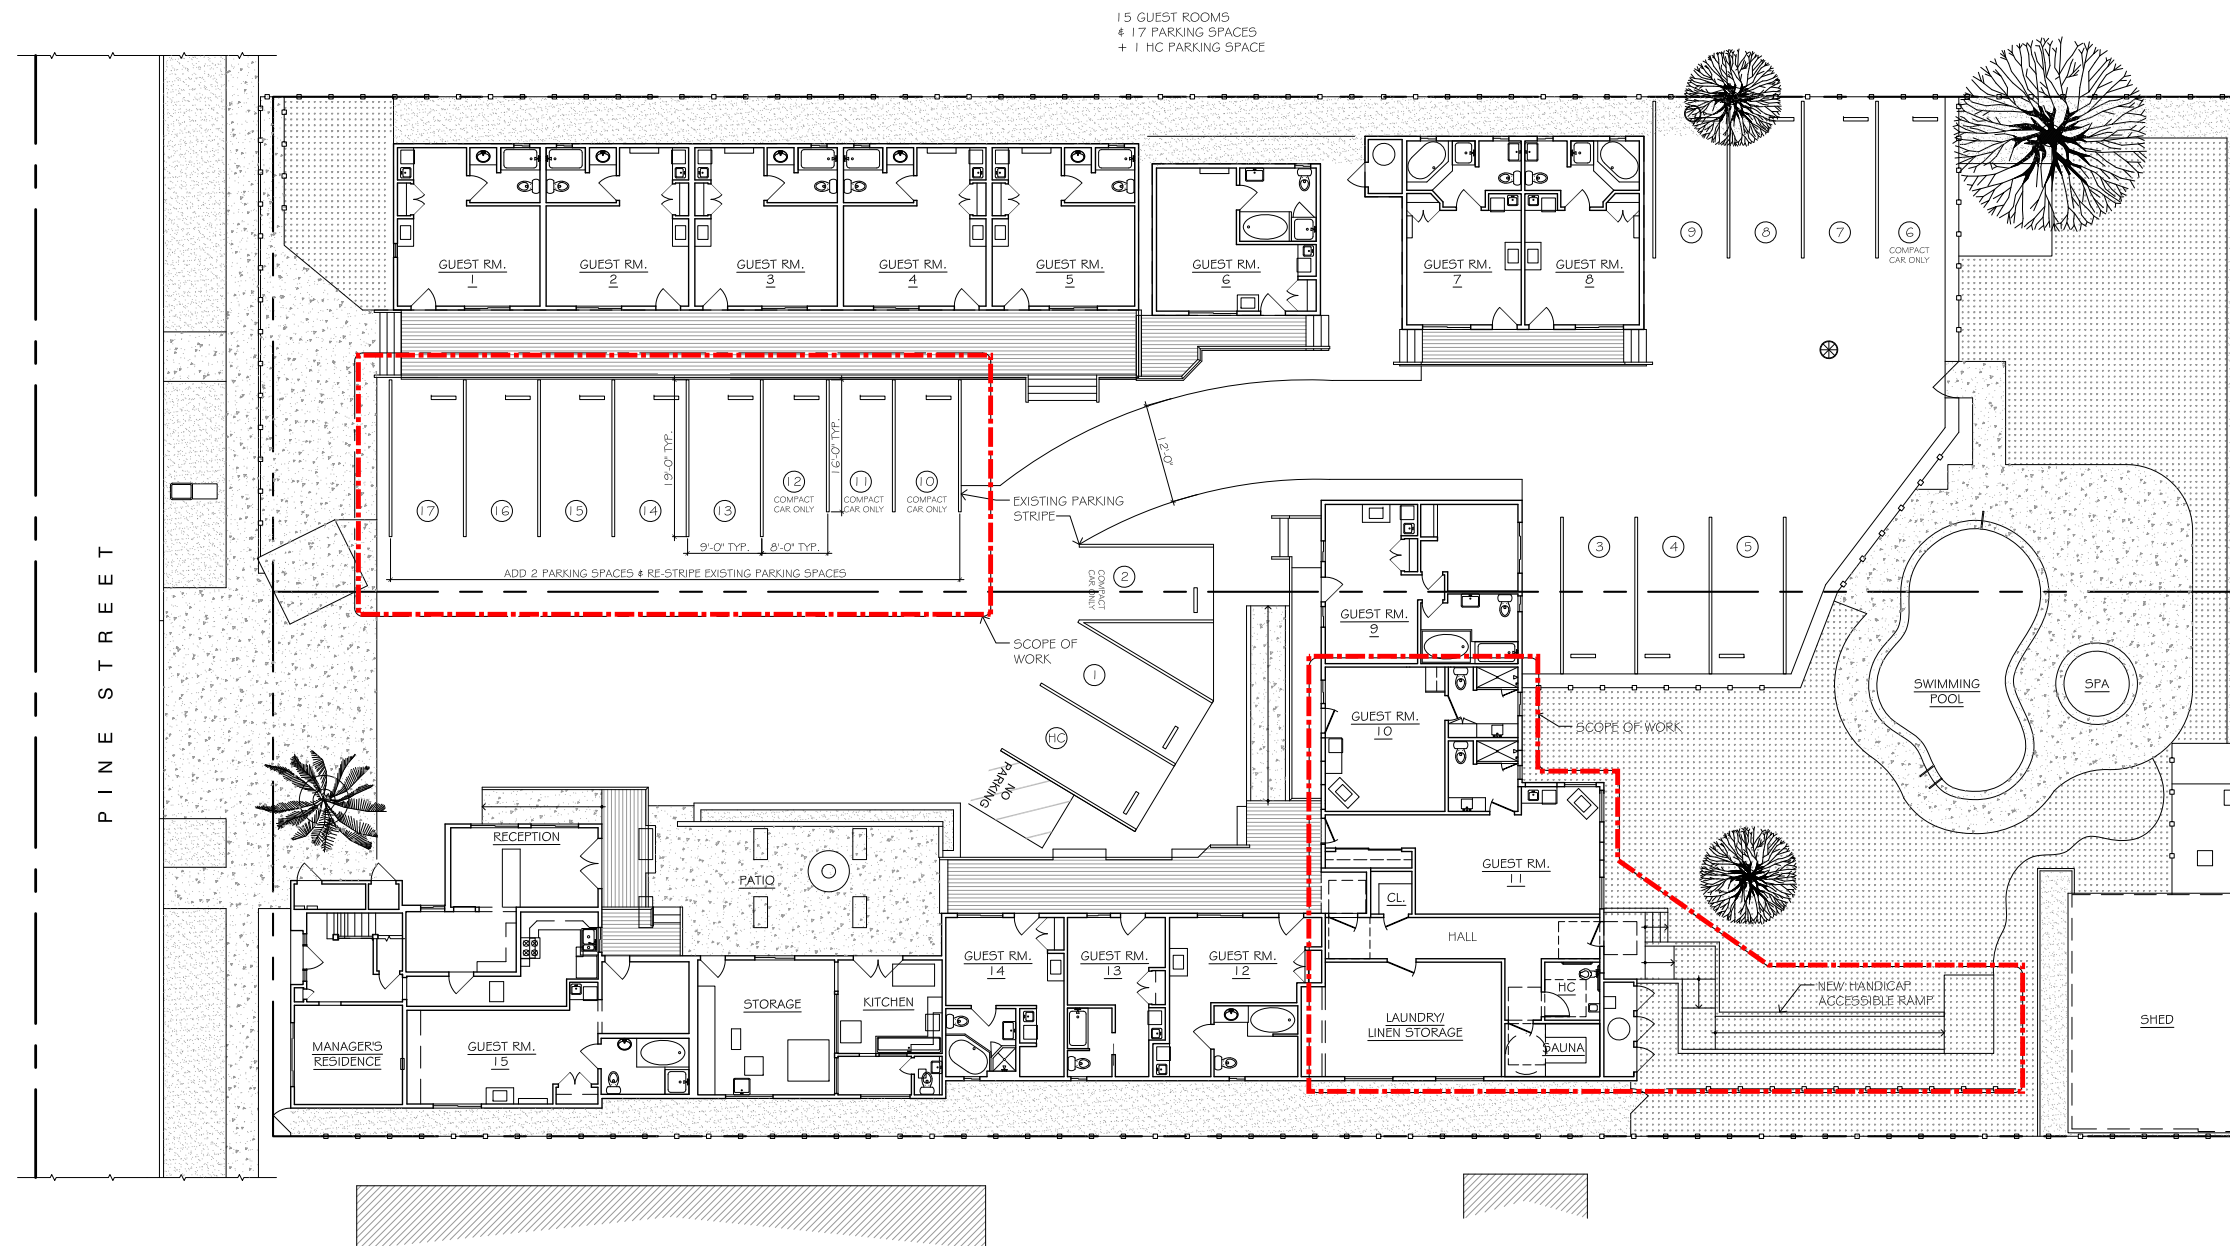 15 GUEST ROOMS
& 17 PARKING SPACES
+ 1 HC PARKING SPACE
PINE STREET
GUEST RM.
1
GUEST RM.
2
GUEST RM.
3
GUEST RM.
4
GUEST RM.
5
GUEST RM.
6
GUEST RM.
7
GUEST RM.
8
9
8
7
6
COMPACT
CAR ONLY
17
16
15
14
13
12
COMPACT
CAR ONLY
11
COMPACT
CAR ONLY
10
COMPACT
CAR ONLY
19'-0" TYP.
16'-0" TYP.
9'-0" TYP.
8'-0" TYP.
ADD 2 PARKING SPACES & RE-STRIPE EXISTING PARKING SPACES
EXISTING PARKING
STRIPE
12'-0"
SCOPE OF
WORK
2
COMPACT
CAR ONLY
1
HC
NO
PARKING
3
4
5
GUEST RM.
9
GUEST RM.
10
SCOPE OF WORK
SWIMMING
POOL
SPA
GUEST RM.
11
CL.
HALL
RECEPTION
PATIO
GUEST RM.
14
GUEST RM.
13
GUEST RM.
12
STORAGE
KITCHEN
MANAGER'S
RESIDENCE
GUEST RM.
15
LAUNDRY/
LINEN STORAGE
HC
SAUNA
NEW HANDICAP
ACCESSIBLE RAMP
SHED